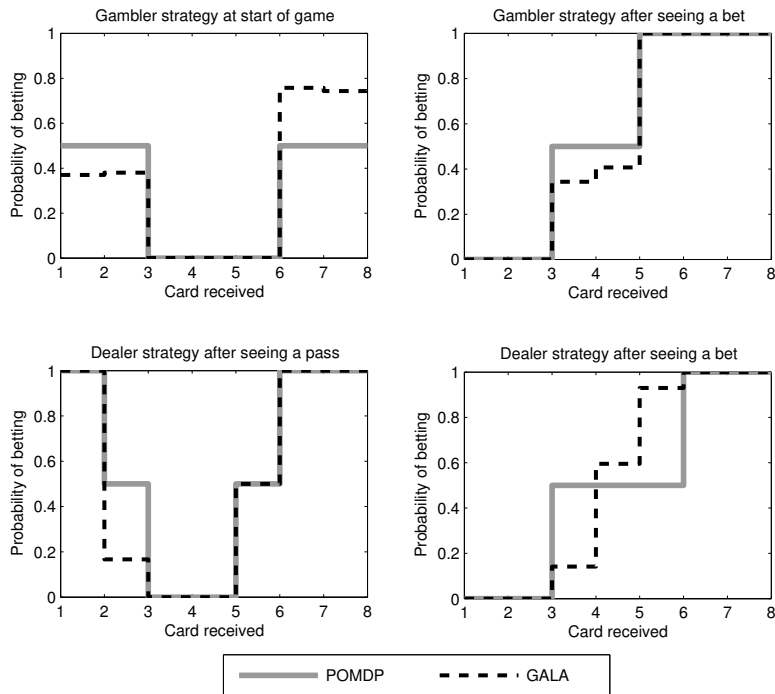 Gambler strategy at start of game
Probability of betting
1
0.8
0.6
0.4
0.2
0
1 2 3 4 5 6 7 8
Card received
Gambler strategy after seeing a bet
Probability of betting
1
0.8
0.6
0.4
0.2
0
1 2 3 4 5 6 7 8
Card received
Dealer strategy after seeing a pass
Probability of betting
1
0.8
0.6
0.4
0.2
0
1 2 3 4 5 6 7 8
Card received
Dealer strategy after seeing a bet
Probability of betting
1
0.8
0.6
0.4
0.2
0
1 2 3 4 5 6 7 8
Card received
POMDP GALA